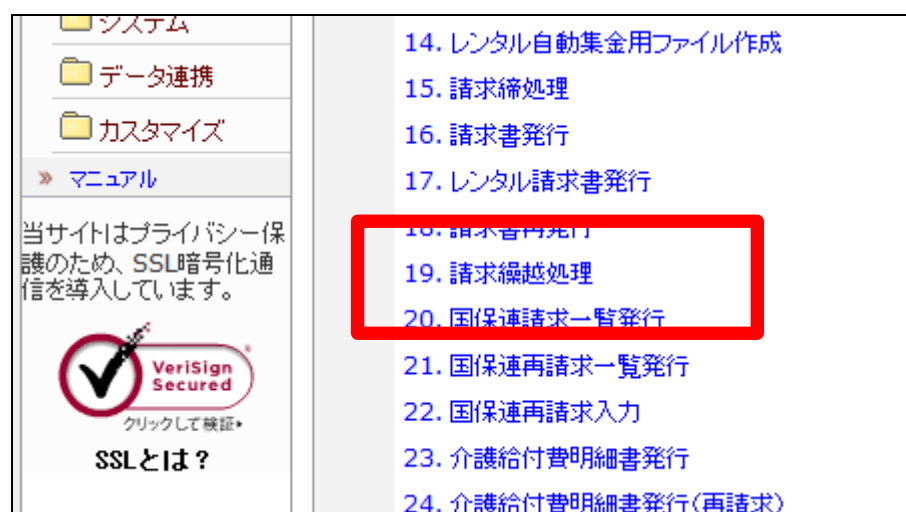 システム
データ連携
カスタマイズ
» マニュアル
当サイトはプライバシー保
護のため、SSL暗号化通
信を導入しています。
VeriSign
Secured
クリックして検証▸
SSLとは？
14. レンタル自動集金用ファイル作成
15. 請求締処理
16. 請求書発行
17. レンタル請求書発行
18. 請求書再発行
19. 請求繰越処理
20. 国保連請求一覧発行
21. 国保連再請求一覧発行
22. 国保連再請求入力
23. 介護給付費明細書発行
24. 介護給付費明細書発行(再請求)